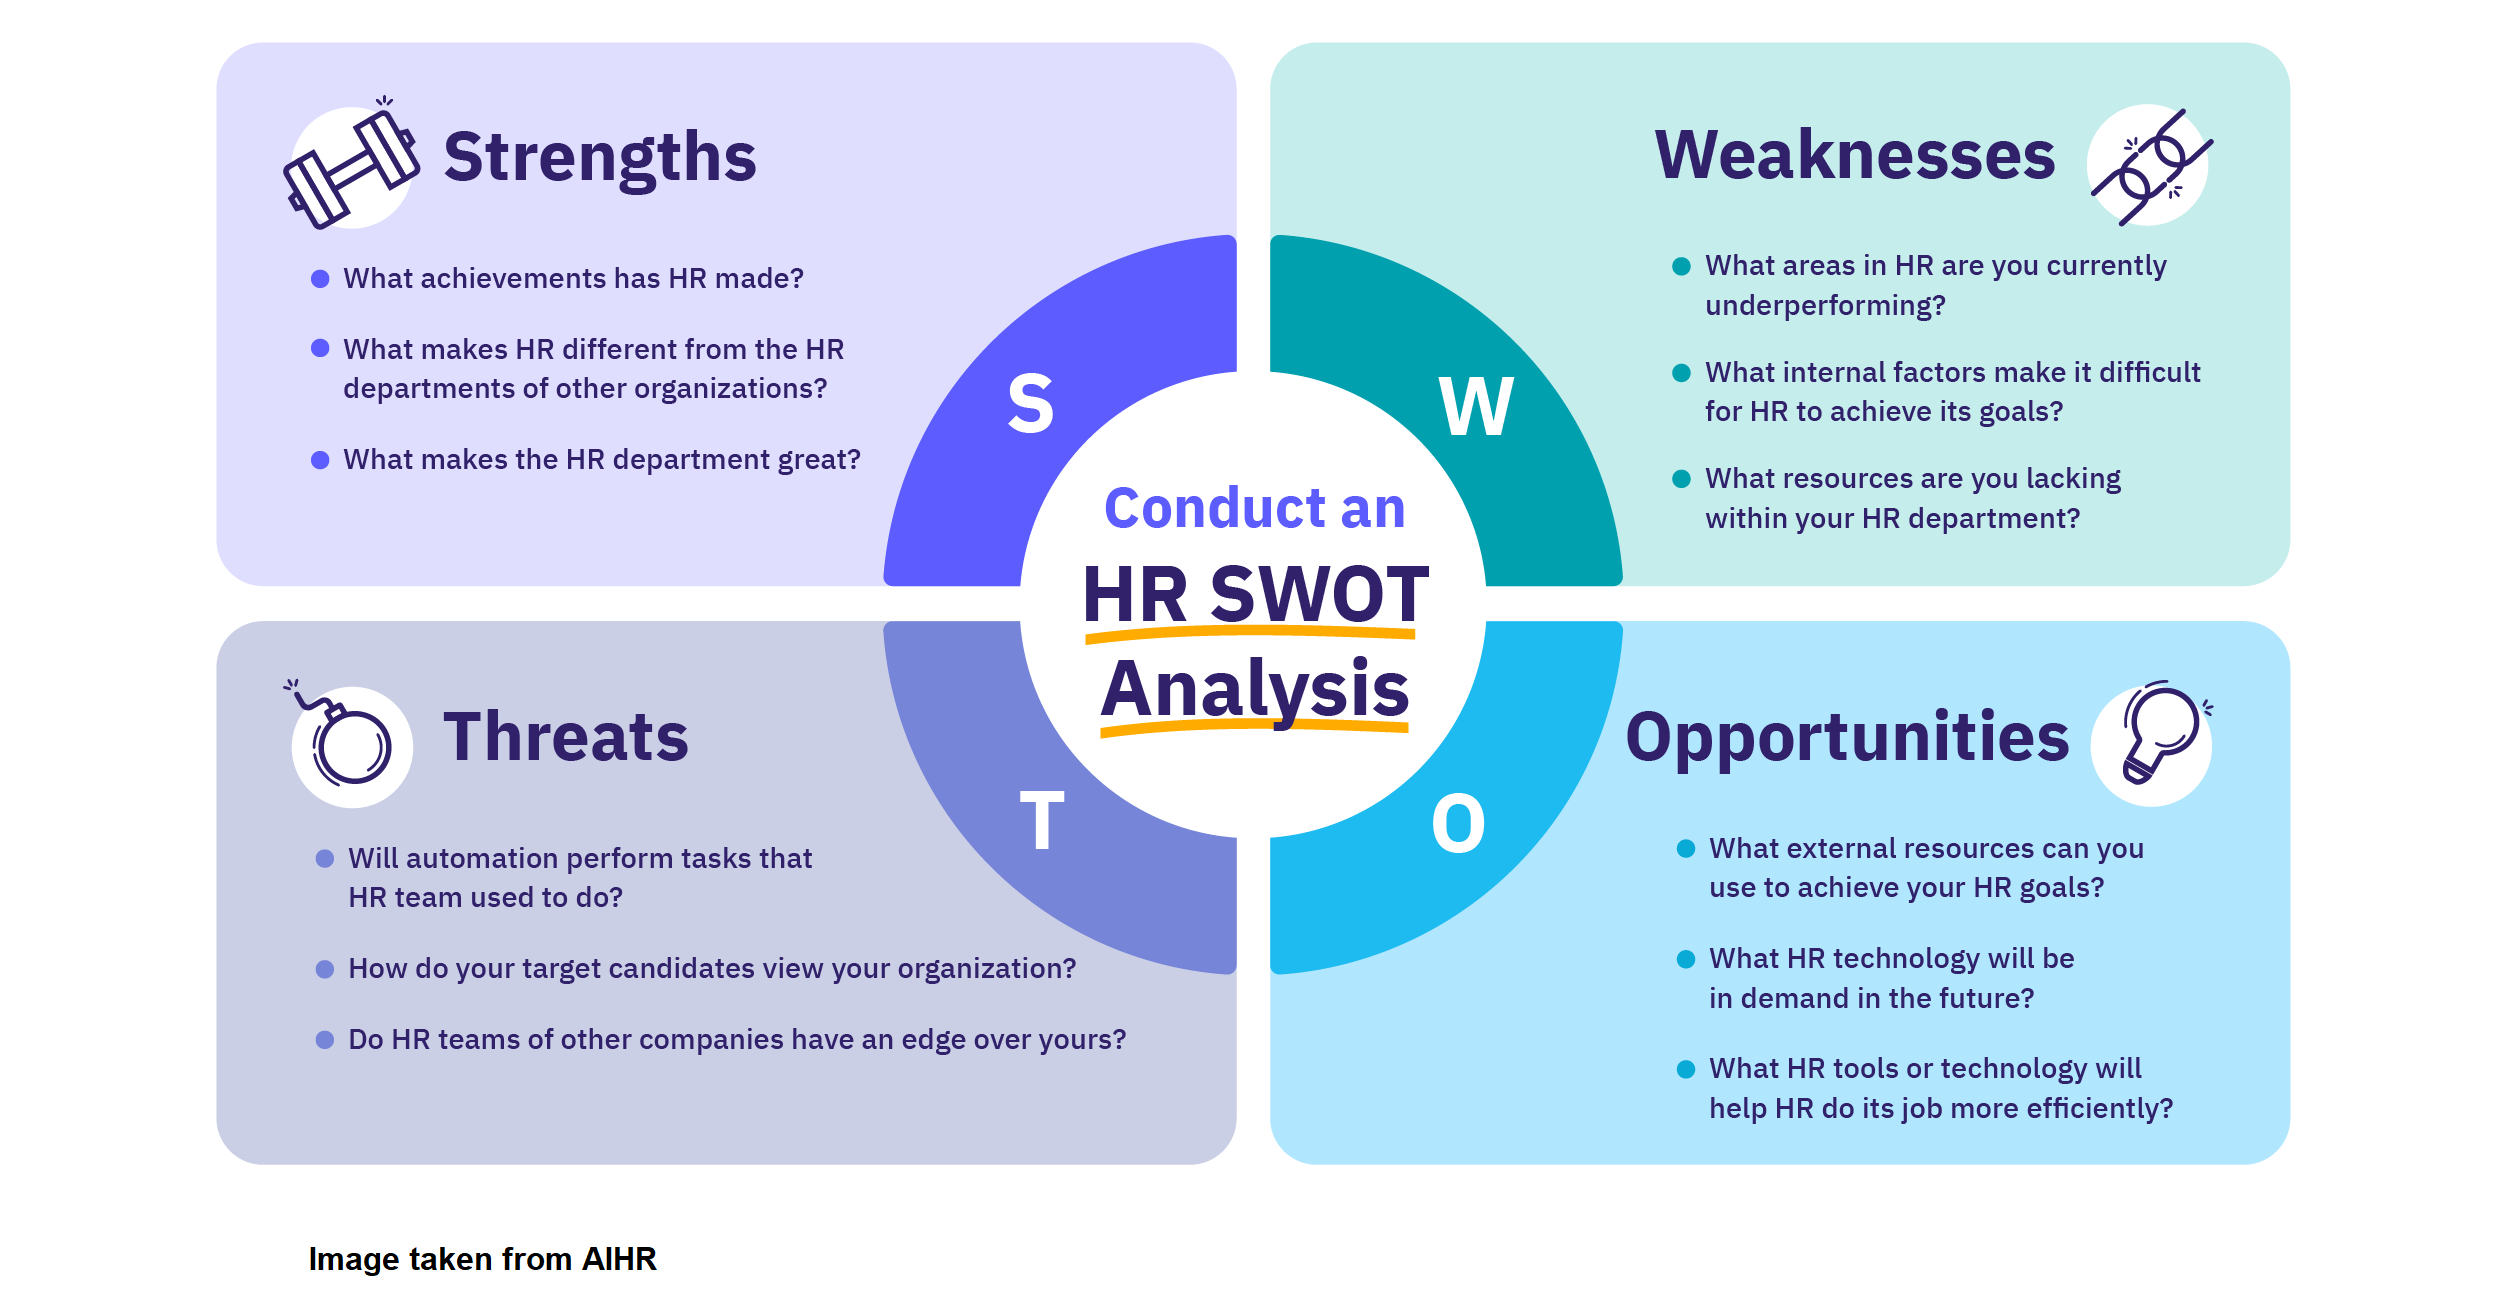 Strengths
What achievements has HR made?
What makes HR different from the HR
departments of other organizations?
What makes the HR department great?
S
Weaknesses
What areas in HR are you currently
underperforming?
What internal factors make it difficult
for HR to achieve its goals?
What resources are you lacking
within your HR department?
W
Conduct an
HR SWOT
Analysis
Threats
Will automation perform tasks that
HR team used to do?
How do your target candidates view your organization?
Do HR teams of other companies have an edge over yours?
T
Opportunities
What external resources can you
use to achieve your HR goals?
What HR technology will be
in demand in the future?
What HR tools or technology will
help HR do its job more efficiently?
O
Image taken from AIHR